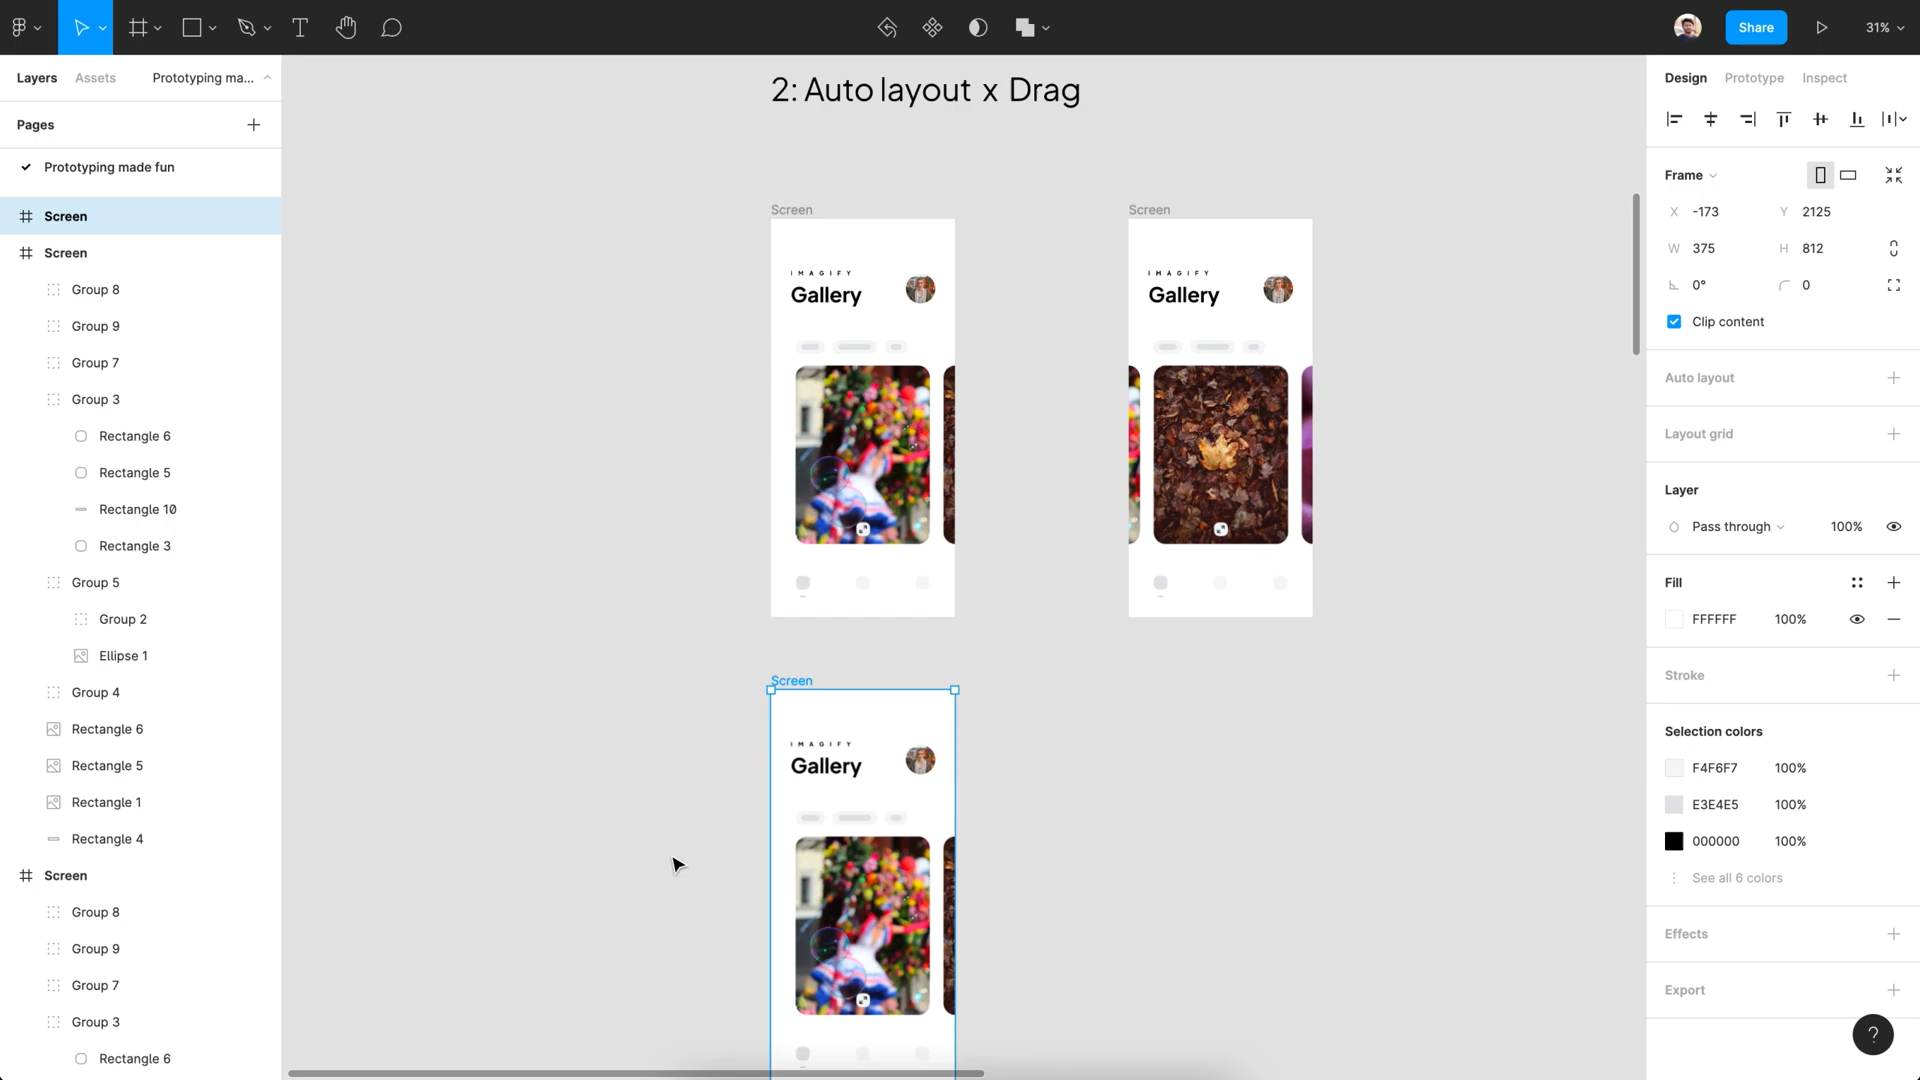 Share
31%
Layers
Assets
Prototyping ma...
Pages
Prototyping made fun
Screen
Screen
Group 8
Group 9
Group 7
Group 3
Rectangle 6
Rectangle 5
Rectangle 10
Rectangle 3
Group 5
Group 2
Ellipse 1
Group 4
Rectangle 6
Rectangle 5
Rectangle 1
Rectangle 4
Screen
Group 8
Group 9
Group 7
Group 3
Rectangle 6
2: Auto layout x Drag
Screen
IMAGIFY
Gallery
Screen
IMAGIFY
Gallery
Screen
IMAGIFY
Gallery
Design
Prototype
Inspect
Frame
X -173
Y 2125
W 375
H 812
0°
0
Clip content
Auto layout
Layout grid
Layer
Pass through
100%
Fill
FFFFFF
100%
Stroke
Selection colors
F4F6F7
100%
E3E4E5
100%
000000
100%
See all 6 colors
Effects
Export
?